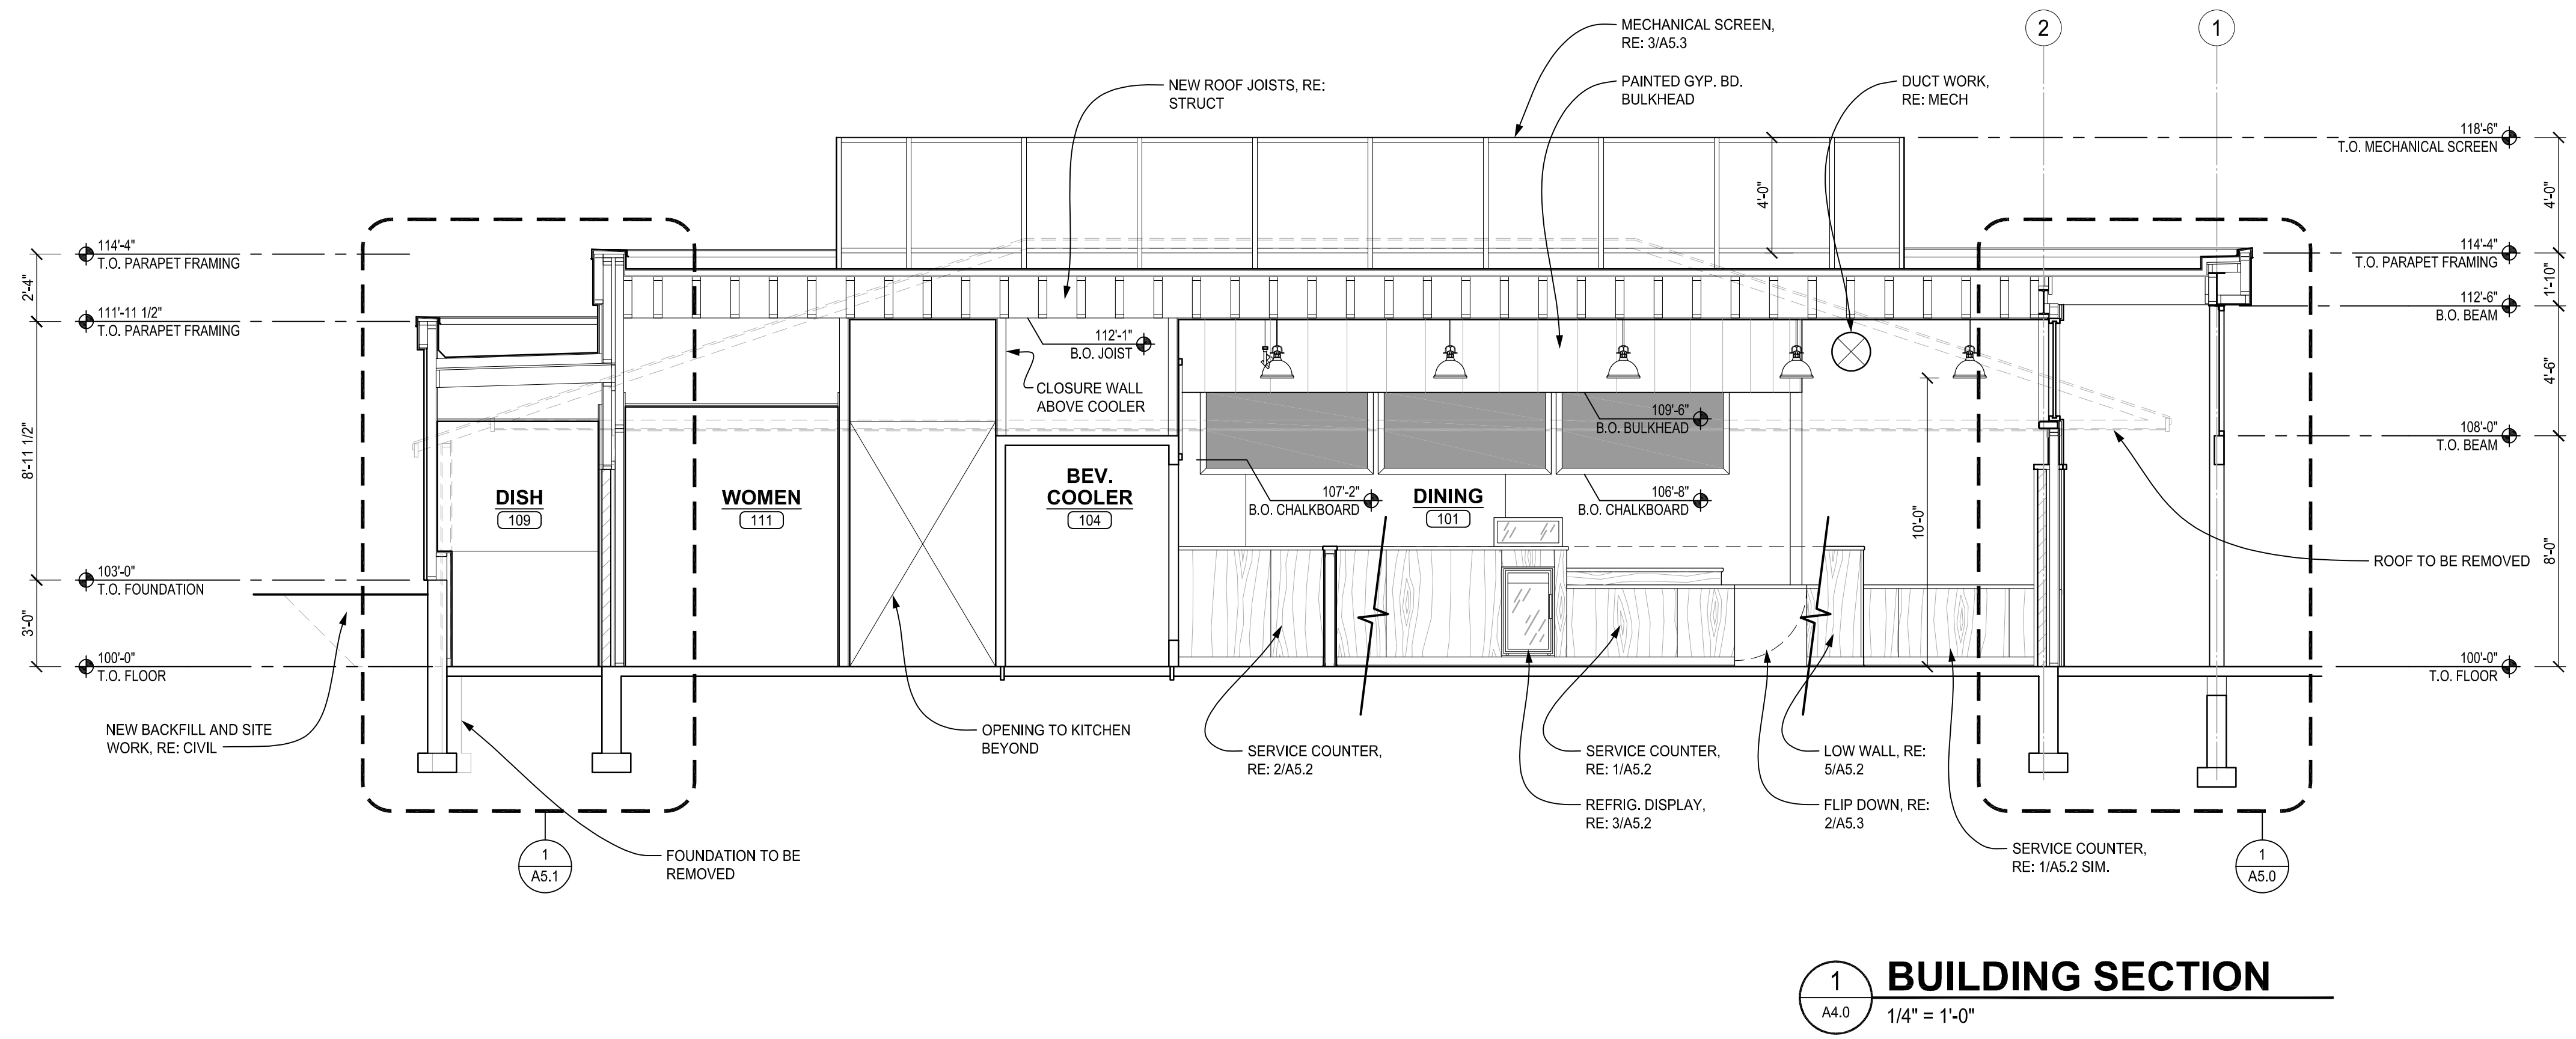 MECHANICAL SCREEN,
RE: 3/A5.3
2
1
NEW ROOF JOISTS, RE:
STRUCT
PAINTED GYP. BD.
BULKHEAD
DUCT WORK,
RE: MECH
118'-6"
T.O. MECHANICAL SCREEN
4'-0"
4'-0"
114'-4"
T.O. PARAPET FRAMING
114'-4"
T.O. PARAPET FRAMING
2'-4"
1'-10"
111'-11 1/2"
T.O. PARAPET FRAMING
112'-6"
B.O. BEAM
112'-1"
B.O. JOIST
CLOSURE WALL
ABOVE COOLER
4'-6"
109'-6"
B.O. BULKHEAD
108'-0"
T.O. BEAM
8'-11 1/2"
DISH
109
WOMEN
111
BEV.
COOLER
104
107'-2"
B.O. CHALKBOARD
DINING
101
106'-8"
B.O. CHALKBOARD
10'-0"
8'-0"
ROOF TO BE REMOVED
103'-0"
T.O. FOUNDATION
3'-0"
100'-0"
T.O. FLOOR
100'-0"
T.O. FLOOR
NEW BACKFILL AND SITE
WORK, RE: CIVIL
OPENING TO KITCHEN
BEYOND
SERVICE COUNTER,
RE: 2/A5.2
SERVICE COUNTER,
RE: 1/A5.2
LOW WALL, RE:
5/A5.2
REFRIG. DISPLAY,
RE: 3/A5.2
FLIP DOWN, RE:
2/A5.3
1
A5.1
FOUNDATION TO BE
REMOVED
SERVICE COUNTER,
RE: 1/A5.2 SIM.
1
A5.0
1
A4.0
BUILDING SECTION
1/4" = 1'-0"